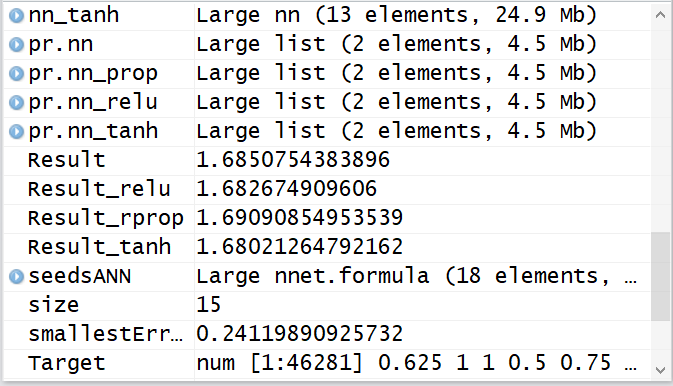 nn_tanh Large nn (13 elements, 24.9 Mb)
pr.nn Large list (2 elements, 4.5 Mb)
pr.nn_prop Large list (2 elements, 4.5 Mb)
pr.nn_relu Large list (2 elements, 4.5 Mb)
pr.nn_tanh Large list (2 elements, 4.5 Mb)
Result 1.6850754383896
Result_relu 1.682674909606
Result_rprop 1.69090854953539
Result_tanh 1.68021264792162
seedsANN Large nnet.formula (18 elements, …
size 15
smallestErr… 0.24119890925732
Target num [1:46281] 0.625 1 1 0.5 0.75 …